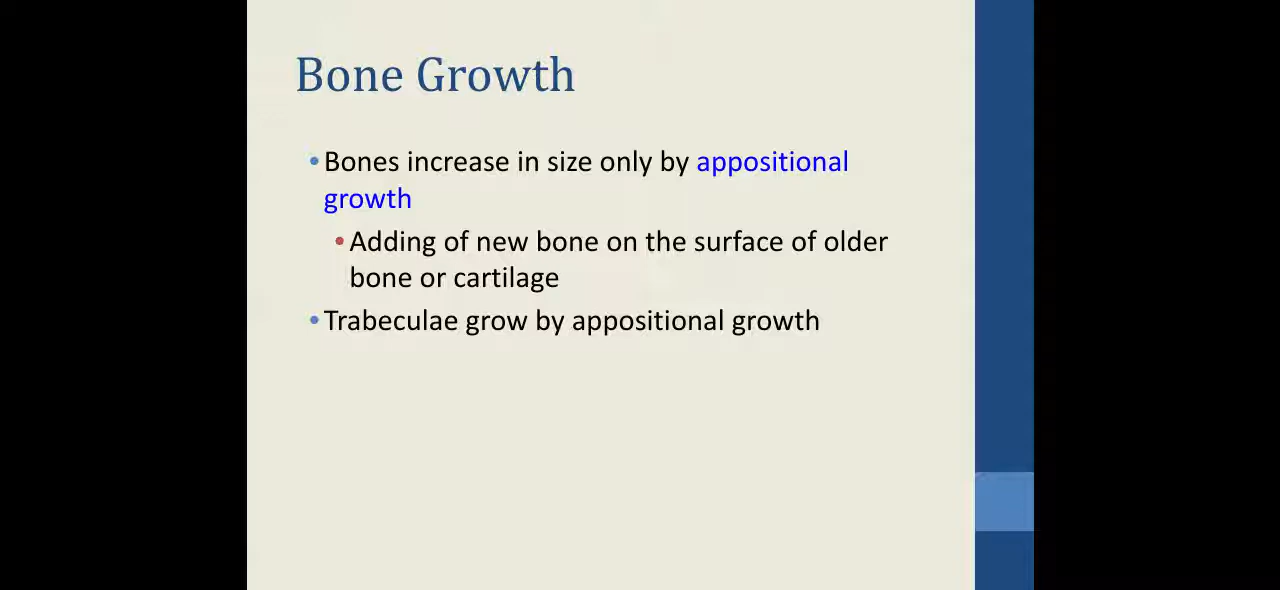 Bone Growth
•Bones increase in size only by appositional
growth
•Adding of new bone on the surface of older
bone or cartilage
•Trabeculae grow by appositional growth